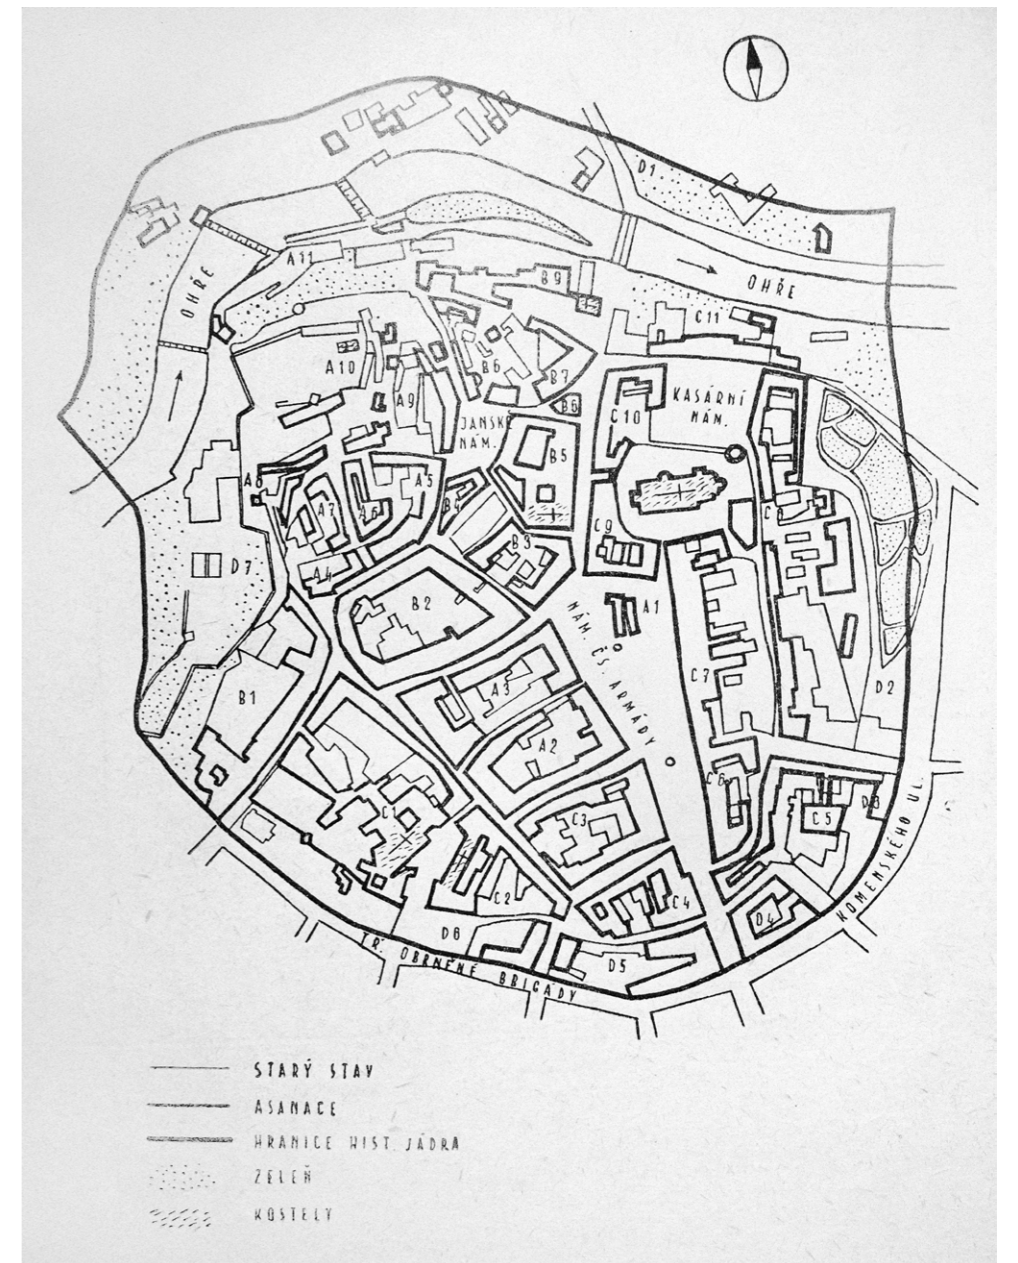 D1
OHŘE
OHŘE
A11
B9
C11
A10
B6
B7
A9
B8
C10
KASÁRNÍ
NÁM.
JANSKÉ
NÁM.
B5
A8
A5
A7
A6
B4
C8
C9
B3
D7
A4
B2
A1
NÁM. ČS. ARMÁDY
C7
D2
B1
A3
A2
C6
C1
C3
C5
D3
C2
C4
D4
D6
D5
TŘ. OBRNĚNÉ BRIGÁDY
KOMENSKÉHO UL.
STARÝ STAV
ASANACE
HRANICE HIST. JÁDRA
ZELEŇ
KOSTELY